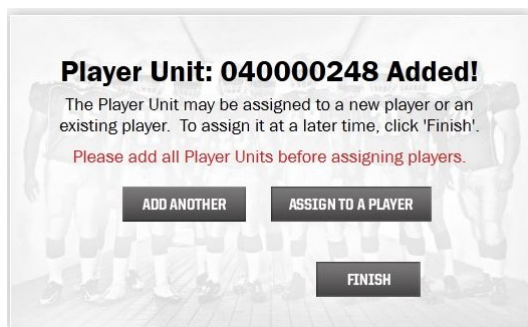 Player Unit: 040000248 Added!
The Player Unit may be assigned to a new player or an
existing player. To assign it at a later time, click 'Finish'.
Please add all Player Units before assigning players.
ADD ANOTHER
ASSIGN TO A PLAYER
FINISH